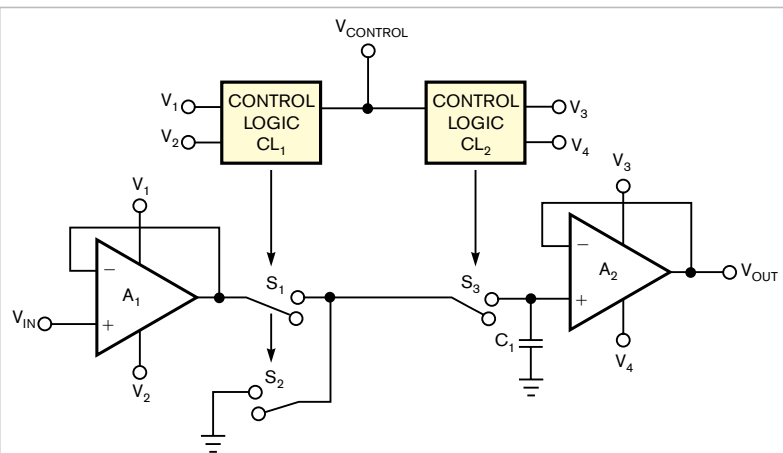 V_CONTROL
V1
V2
CONTROL
LOGIC
CL1
CONTROL
LOGIC
CL2
V3
V4
V1
−
A1
+
VIN
V2
S1
S2
S3
C1
V3
−
A2
+
V4
VOUT